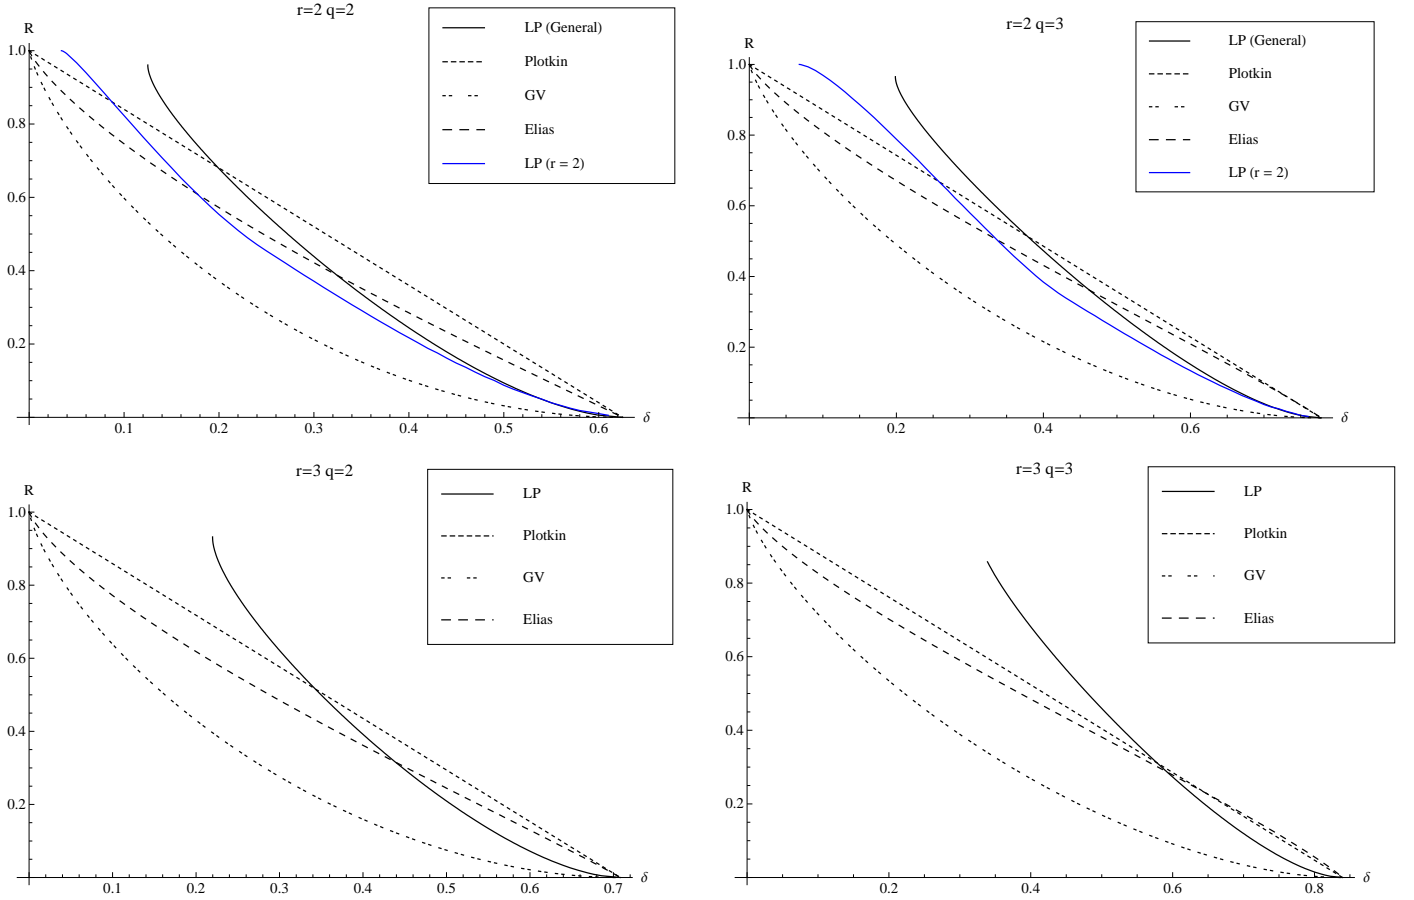 r=2 q=2
R
LP (General)
Plotkin
GV
Elias
LP (r = 2)
1.0
0.8
0.6
0.4
0.2
0.1 0.2 0.3 0.4 0.5 0.6 δ
r=2 q=3
R
LP (General)
Plotkin
GV
Elias
LP (r = 2)
1.0
0.8
0.6
0.4
0.2
0.2 0.4 0.6 δ
r=3 q=2
R
LP
Plotkin
GV
Elias
1.0
0.8
0.6
0.4
0.2
0.1 0.2 0.3 0.4 0.5 0.6 0.7 δ
r=3 q=3
R
LP
Plotkin
GV
Elias
1.0
0.8
0.6
0.4
0.2
0.2 0.4 0.6 0.8 δ